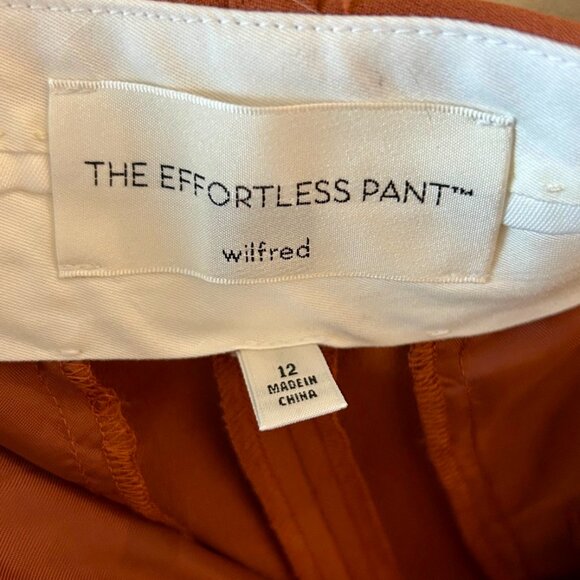 THE EFFORTLESS PANT™
wilfred
12
MADE IN
CHINA